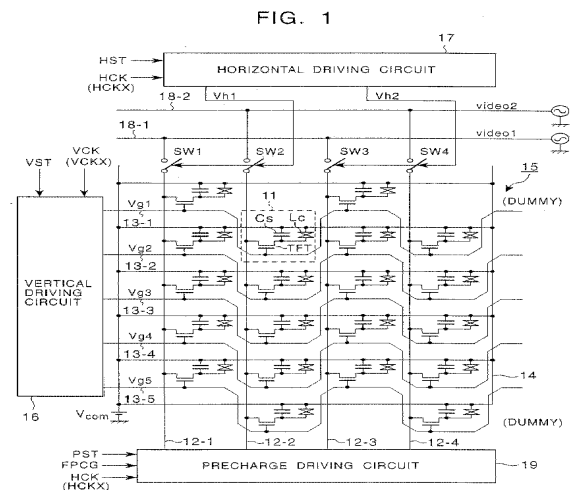 FIG. 1
17
HST
HORIZONTAL DRIVING CIRCUIT
HCK
(HCKX)
Vh1
Vh2
18-2
video2
18-1
video1
SW1
SW2
SW3
SW4
VST
VCK
(VCKX)
15
11
Vg1
Cs
Lc
(DUMMY)
13-1
TFT
Vg2
13-2
VERTICAL
DRIVING
CIRCUIT
Vg3
13-3
Vg4
13-4
Vg5
14
16
Vcom
13-5
(DUMMY)
12-1
12-2
12-3
12-4
PST
FPCG
PRECHARGE DRIVING CIRCUIT
19
HCK
(HCKX)